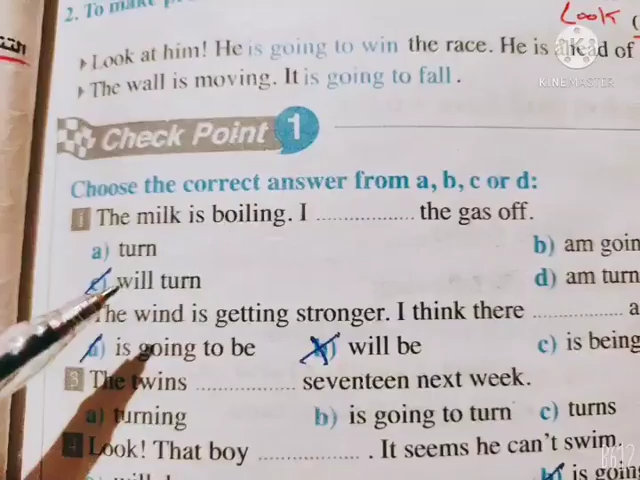 2. To make
Look (
Look at him! He is going to win the race. He is ahead of
The wall is moving. It is going to fall .
KINEMASTER
Check Point 1
Choose the correct answer from a, b, c or d:
1 The milk is boiling. I ................. the gas off.
a) turn b) am goin
c) will turn d) am turn
The wind is getting stronger. I think there ............... a
a) is going to be b) will be c) is being
3 The twins ................. seventeen next week.
a) turning b) is going to turn c) turns
4 Look! That boy ................. . It seems he can't swim.
b) is going
B612